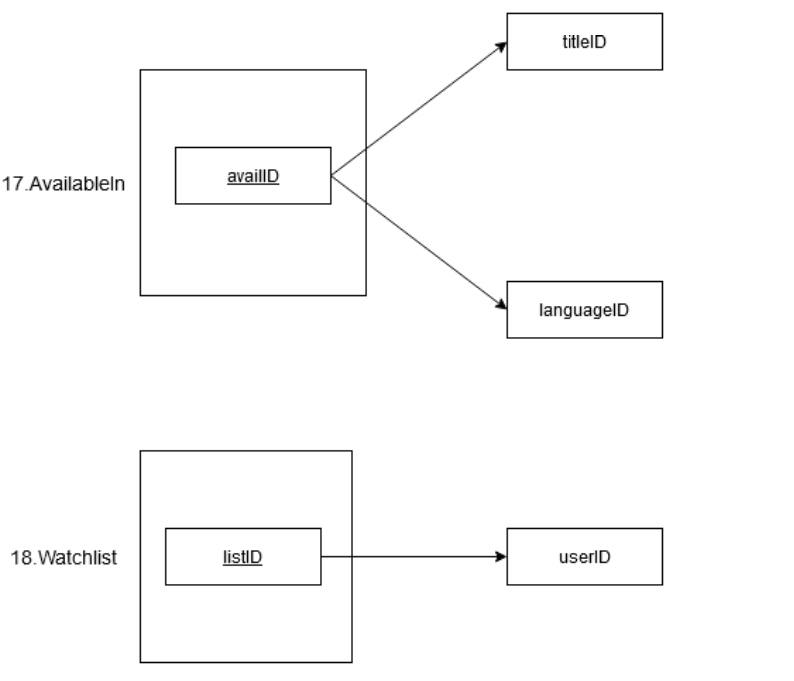 titleID
17.AvailableIn
availID
languageID
18.Watchlist
listID
userID